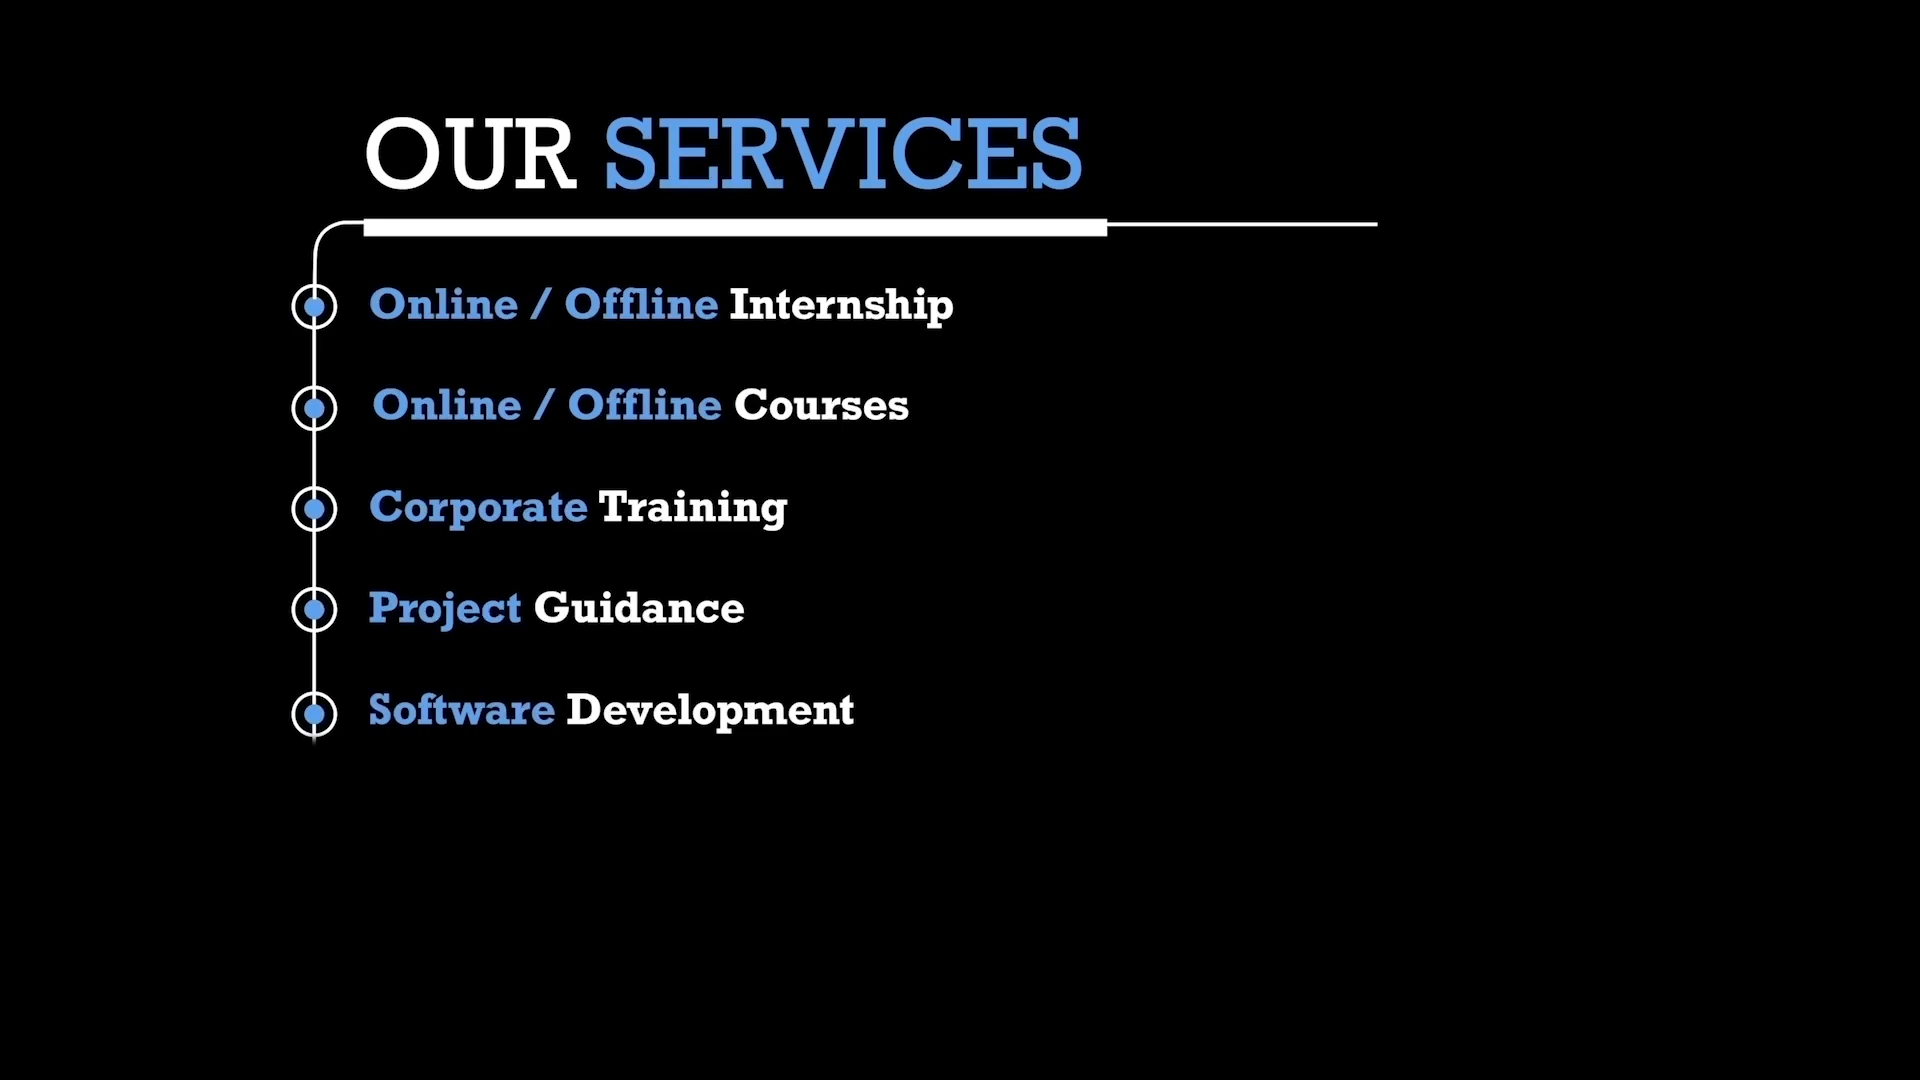 OUR SERVICES
Online / Offline Internship
Online / Offline Courses
Corporate Training
Project Guidance
Software Development